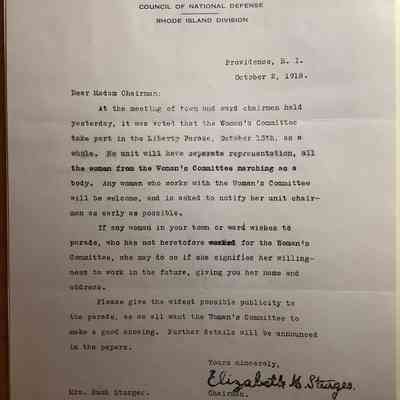 COUNCIL OF NATIONAL DEFENSE
RHODE ISLAND DIVISION
Providence, R. I.
October 2, 1918.
Dear Madam Chairman:
At the meeting of town and ward chairmen held
yesterday, it was voted that the Women's Committee
take part in the Liberty Parade, October 12th, as a
whole. No unit will have separate representation, all
the women from the Woman's Committee marching as a
body. Any women who works with the Woman's Committee
will be welcome, and is asked to notify her unit chair-
man as early as possible.
If any women in your town or ward wishes to
parade, who has not heretofore worked for the Woman's
Committee, she may do so if she signifies her willing-
ness to work in the future, giving you her name and
address.
Please give the widest possible publicity to
the parade, as we all want the Women's Committee to
make a good showing. Further details will be announced
in the papers.
Yours sincerely,
Elizabeth M Sturges.
Mrs. Rush Sturges. Chairman.